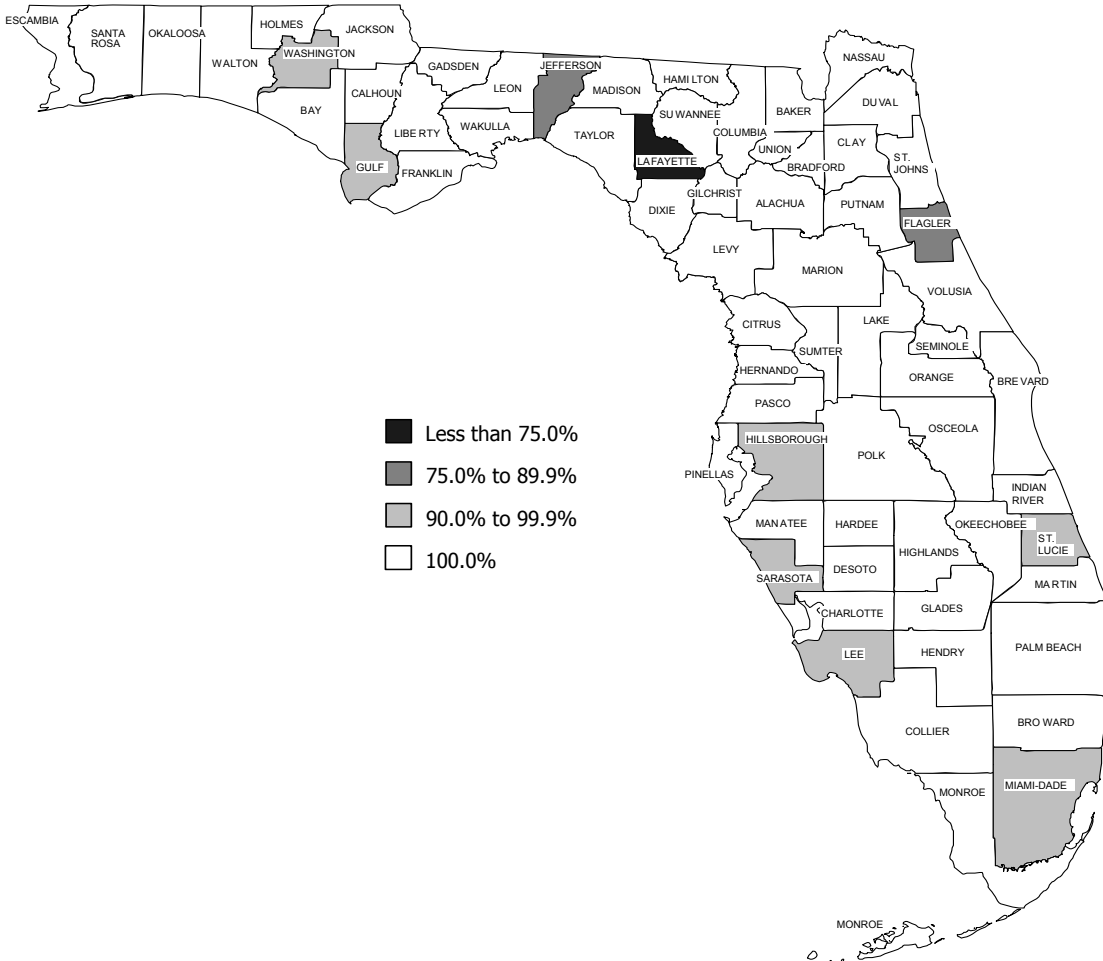 ESCAMBIA
SANTA
ROSA
OKALOOSA
WALTON
HOLMES
WASHINGTON
JACKSON
BAY
CALHOUN
GULF
GADSDEN
LIBERTY
FRANKLIN
LEON
WAKULLA
JEFFERSON
MADISON
TAYLOR
HAMILTON
SUWANNEE
LAFAYETTE
COLUMBIA
BAKER
NASSAU
DUVAL
UNION
BRADFORD
CLAY
ST.
JOHNS
GILCHRIST
DIXIE
ALACHUA
PUTNAM
FLAGLER
LEVY
MARION
VOLUSIA
CITRUS
SUMTER
LAKE
SEMINOLE
HERNANDO
ORANGE
BREVARD
PASCO
OSCEOLA
HILLSBOROUGH
PINELLAS
POLK
INDIAN
RIVER
MANATEE
HARDEE
HIGHLANDS
OKEECHOBEE
ST.
LUCIE
SARASOTA
DESOTO
MARTIN
CHARLOTTE
GLADES
LEE
HENDRY
PALM BEACH
COLLIER
BROWARD
MONROE
MIAMI-DADE
MONROE
Less than 75.0%
75.0% to 89.9%
90.0% to 99.9%
100.0%